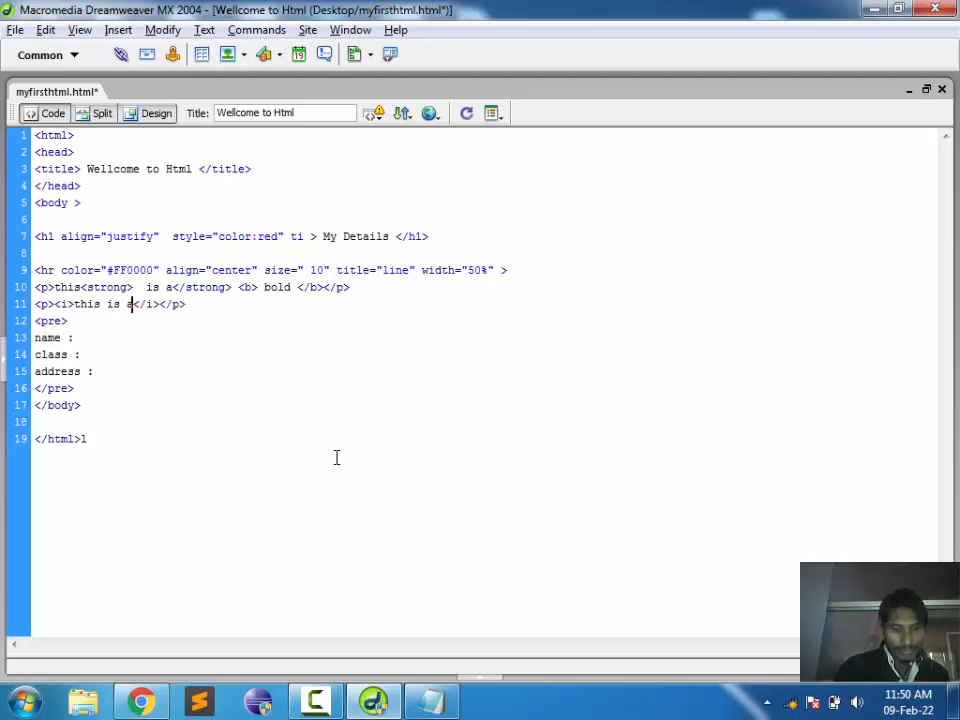 Macromedia Dreamweaver MX 2004 - [Wellcome to Html (Desktop/myfirsthtml.html*)]
File Edit View Insert Modify Text Commands Site Window Help
Common
myfirsthtml.html*
Code Split Design Title: Wellcome to Html
1 <html>
2 <head>
3 <title> Wellcome to Html </title>
4 </head>
5 <body >
6
7 <h1 align="justify"  style="color:red" ti > My Details </h1>
8
9 <hr color="#FF0000" align="center" size=" 10" title="line" width="50%" >
10 <p>this<strong>  is a</strong> <b> bold </b></p>
11 <p><i>this is a</i></p>
12 <pre>
13 name :
14 class :
15 address :
16 </pre>
17 </body>
18
19 </html>l
11:50 AM
09-Feb-22